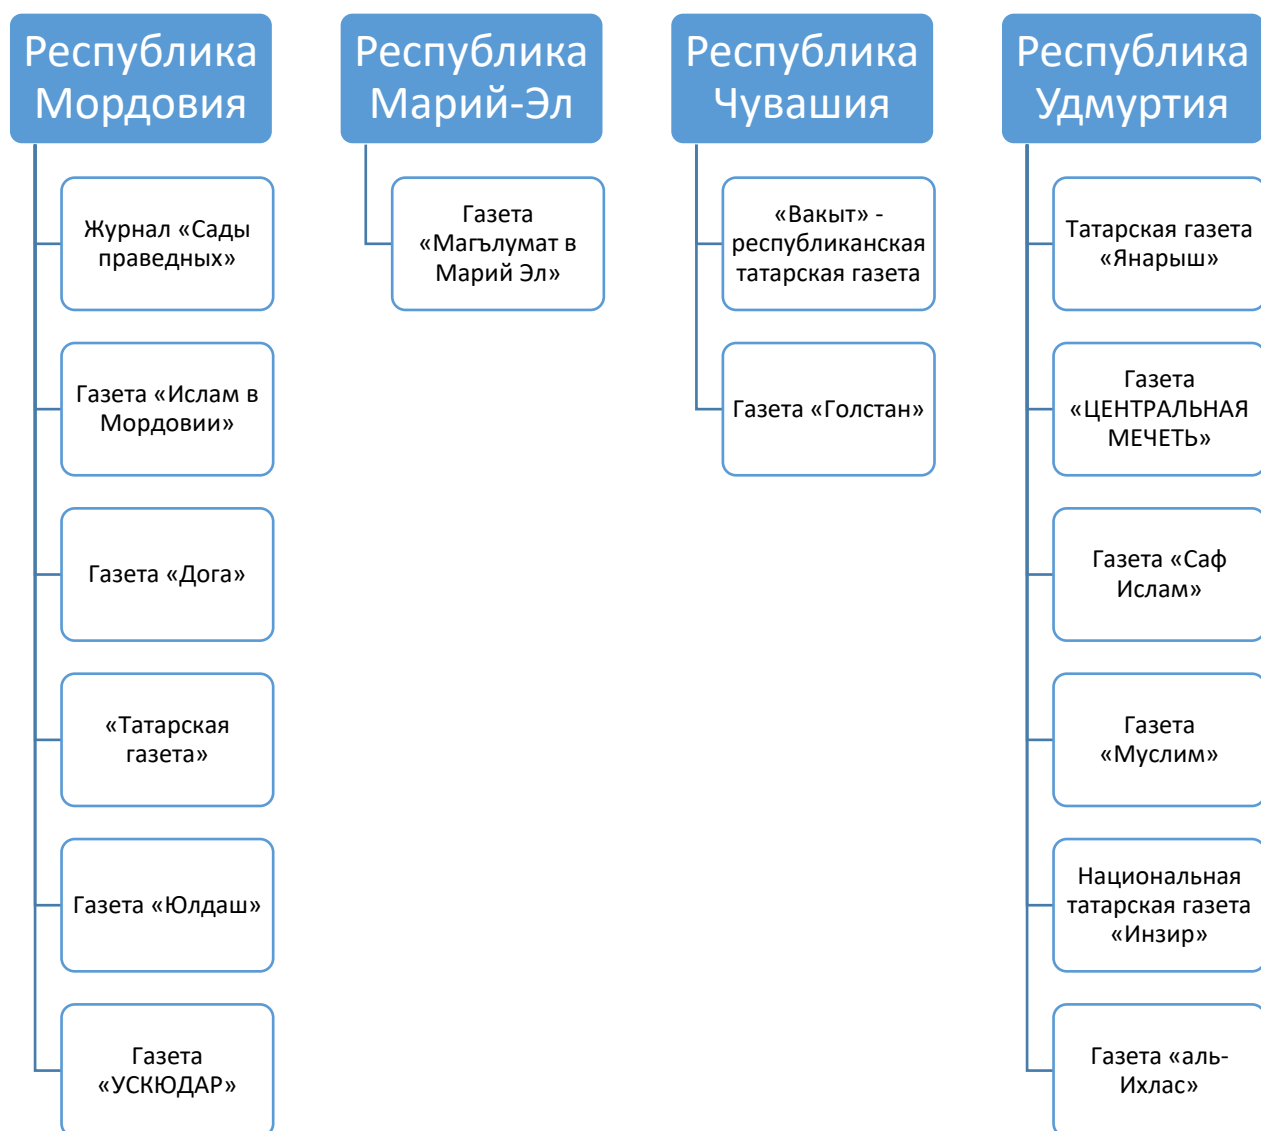 Республика
Мордовия
Журнал «Сады
праведных»
Газета «Ислам в
Мордовии»
Газета «Дога»
«Татарская
газета»
Газета «Юлдаш»
Газета
«УСКЮДАР»
Республика
Марий-Эл
Газета
«Магълумат в
Марий Эл»
Республика
Чувашия
«Вакыт» -
республиканская
татарская газета
Газета «Голстан»
Республика
Удмуртия
Татарская газета
«Янарыш»
Газета
«ЦЕНТРАЛЬНАЯ
МЕЧЕТЬ»
Газета «Саф
Ислам»
Газета
«Муслим»
Национальная
татарская газета
«Инзир»
Газета «аль-
Ихлас»